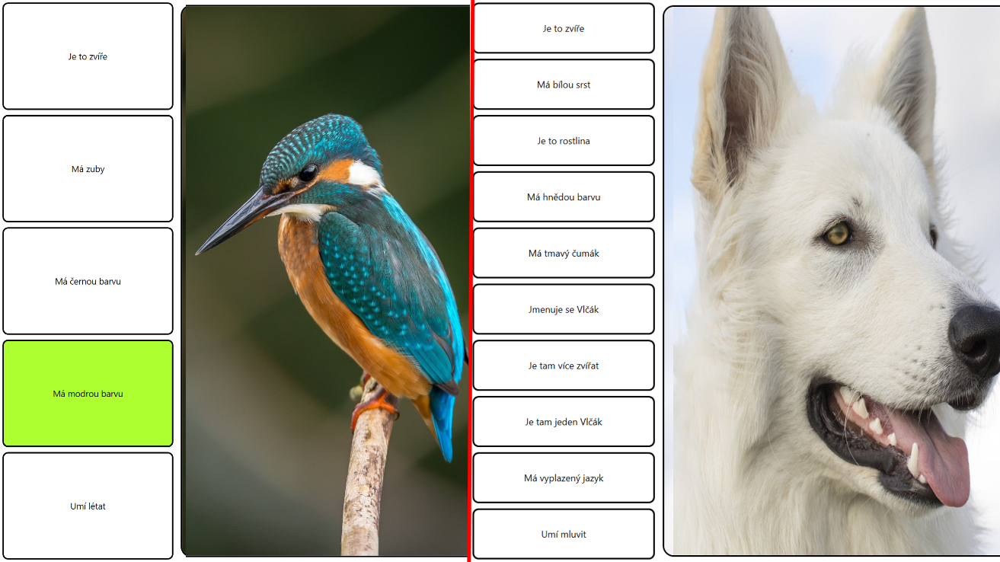 Je to zvíře
Má zuby
Má černou barvu
Má modrou barvu
Umí létat
Je to zvíře
Má bílou srst
Je to rostlina
Má hnědou barvu
Má tmavý čumák
Jmenuje se Vlčák
Je tam více zvířat
Je tam jeden Vlčák
Má vyplazený jazyk
Umí mluvit